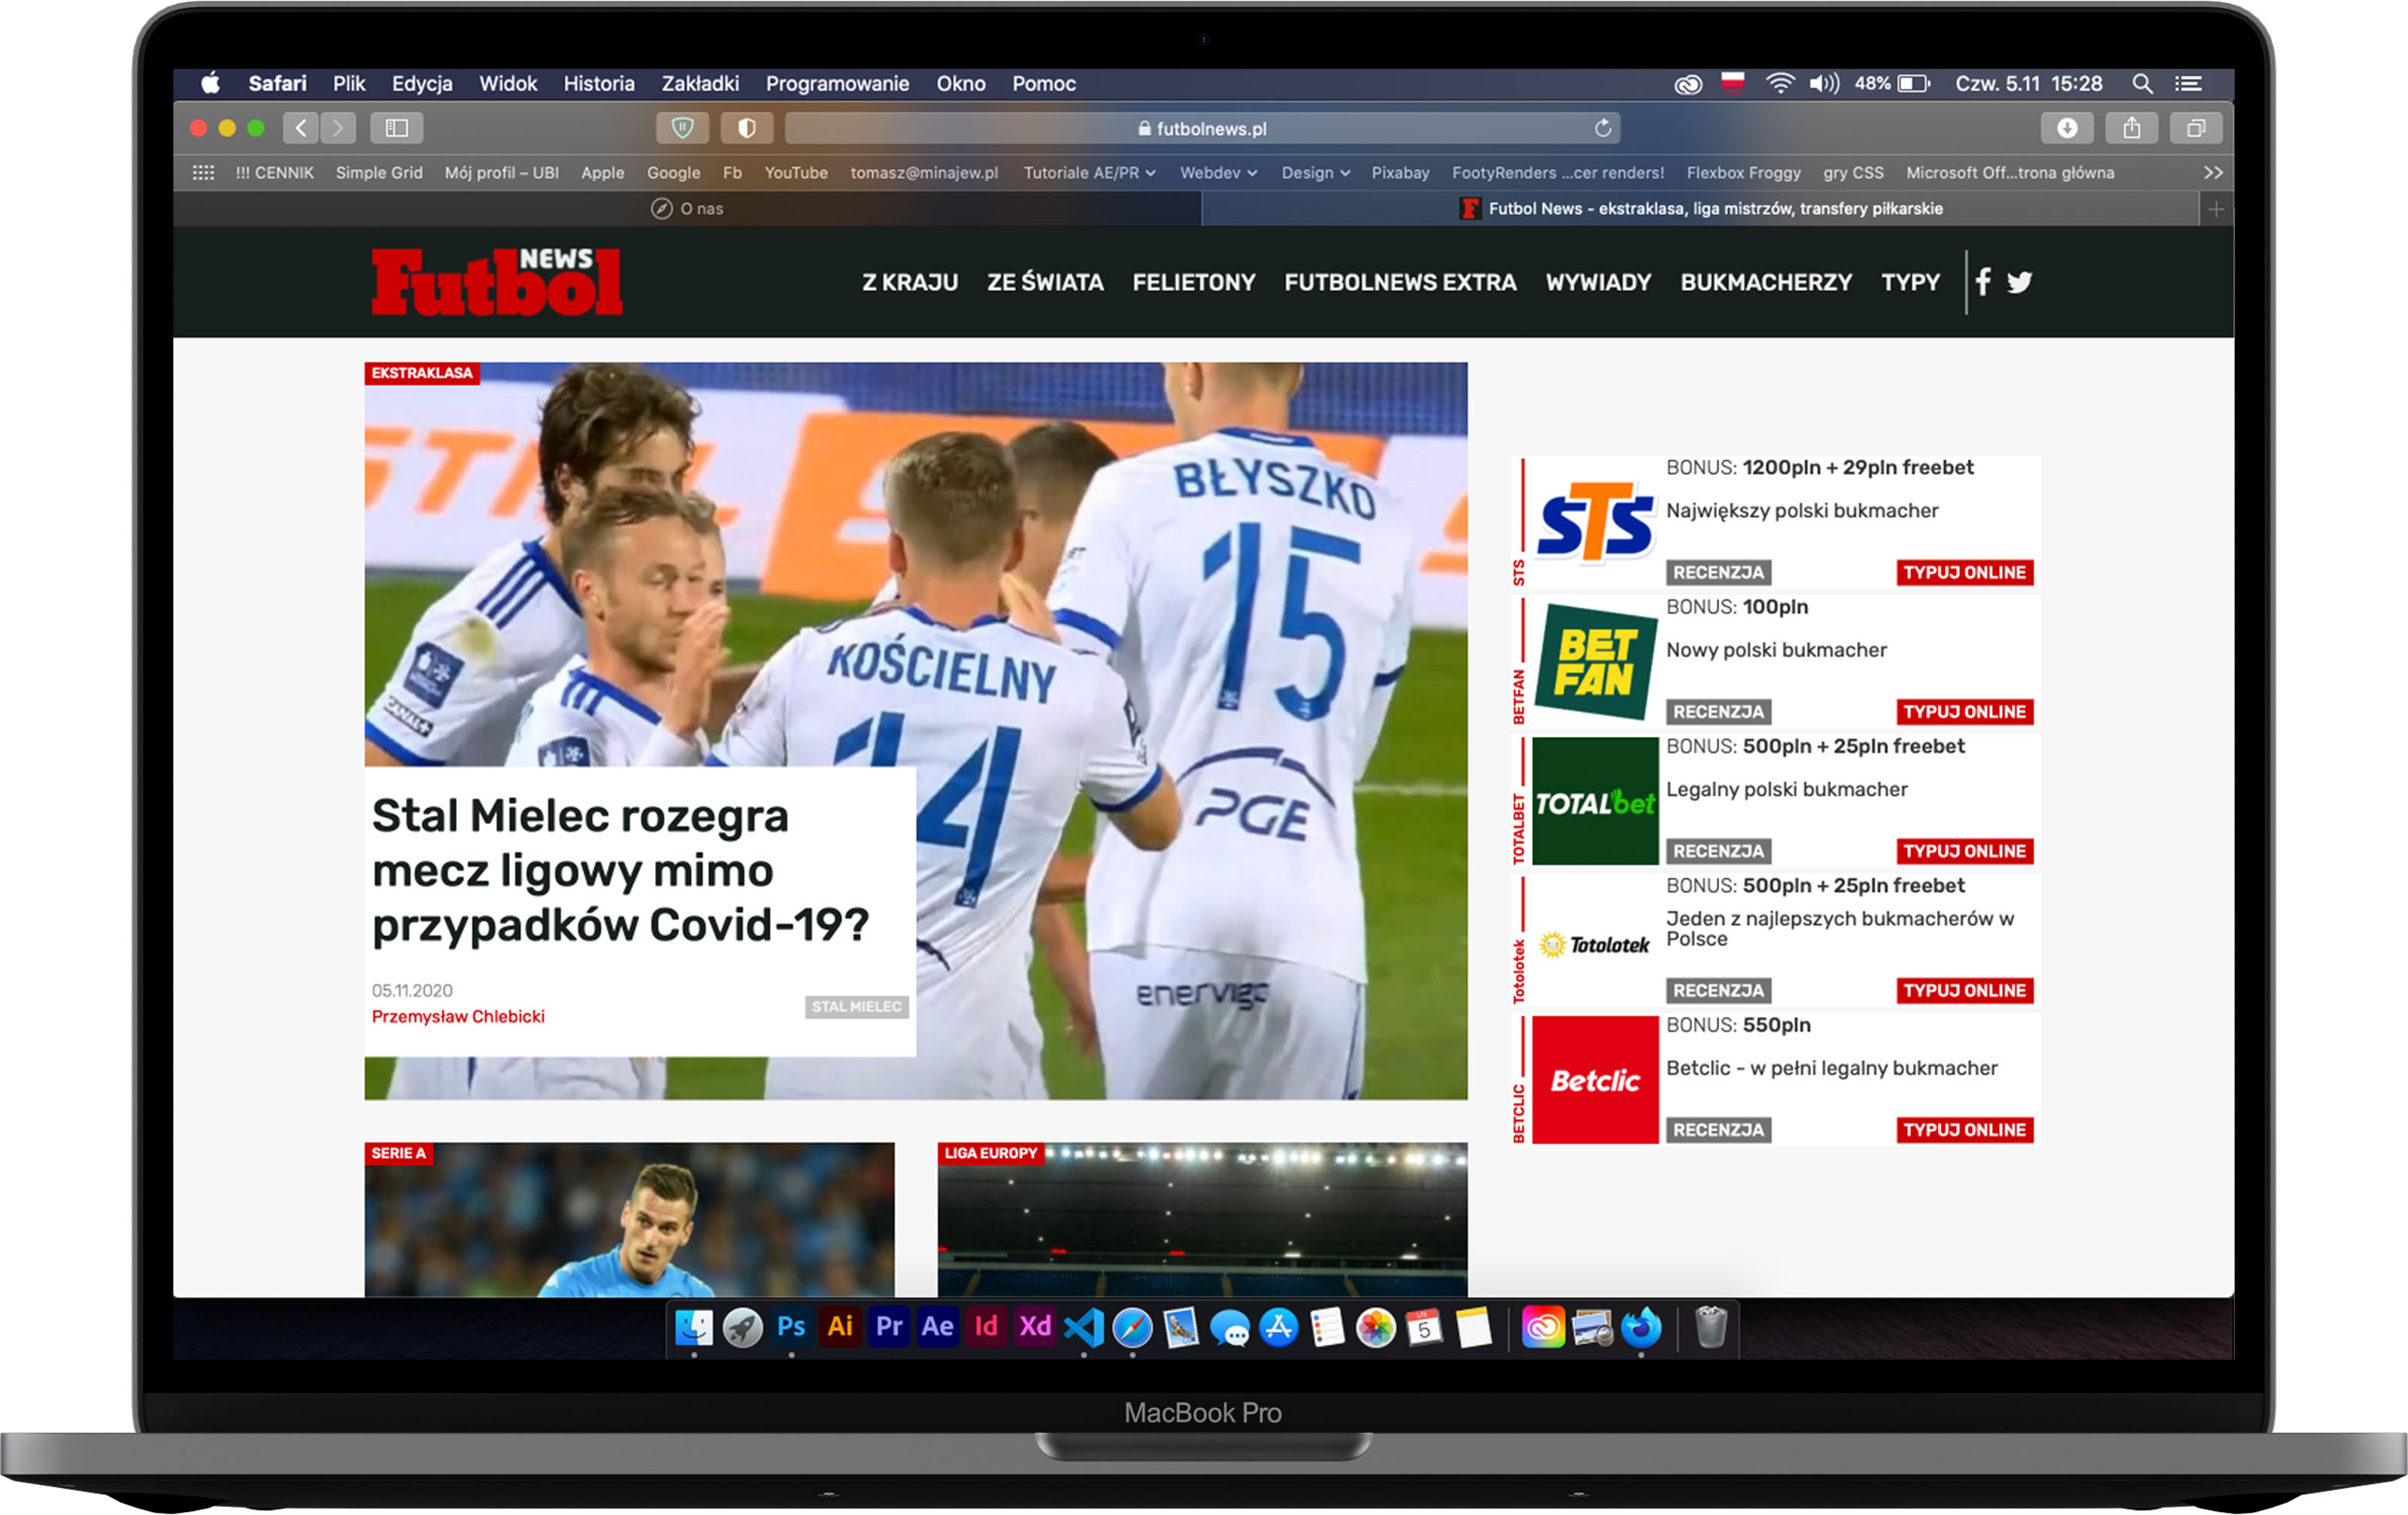 Safari Plik Edycja Widok Historia Zakładki Programowanie Okno Pomoc 48% Czw. 5.11 15:28
futbolnews.pl
!!! CENNIK Simple Grid Mój profil – UBI Apple Google Fb YouTube tomasz@minajew.pl Tutoriale AE/PR Webdev Design Pixabay FootyRenders ...cer renders! Flexbox Froggy gry CSS Microsoft Off...trona główna >>
O nas
F Futbol News - ekstraklasa, liga mistrzów, transfery piłkarskie +
NEWS
Futbol
Z KRAJU ZE ŚWIATA FELIETONY FUTBOLNEWS EXTRA WYWIADY BUKMACHERZY TYPY
EKSTRAKLASA
BŁYSZKO
15
KOŚCIELNY
14
PGE
CANAL+
enervigo
Stal Mielec rozegra
mecz ligowy mimo
przypadków Covid-19?
05.11.2020
Przemysław Chlebicki
STAL MIELEC
SERIE A
LIGA EUROPY
STS
STS
BONUS: 1200pln + 29pln freebet
Największy polski bukmacher
RECENZJA TYPUJ ONLINE
BETFAN
BET
FAN
BONUS: 100pln
Nowy polski bukmacher
RECENZJA TYPUJ ONLINE
TOTALBET
TOTALbet
BONUS: 500pln + 25pln freebet
Legalny polski bukmacher
RECENZJA TYPUJ ONLINE
Totolotek
Totolotek
BONUS: 500pln + 25pln freebet
Jeden z najlepszych bukmacherów w
Polsce
RECENZJA TYPUJ ONLINE
BETCLIC
Betclic
BONUS: 550pln
Betclic - w pełni legalny bukmacher
RECENZJA TYPUJ ONLINE
Ps Ai Pr Ae Id Xd 5
MacBook Pro